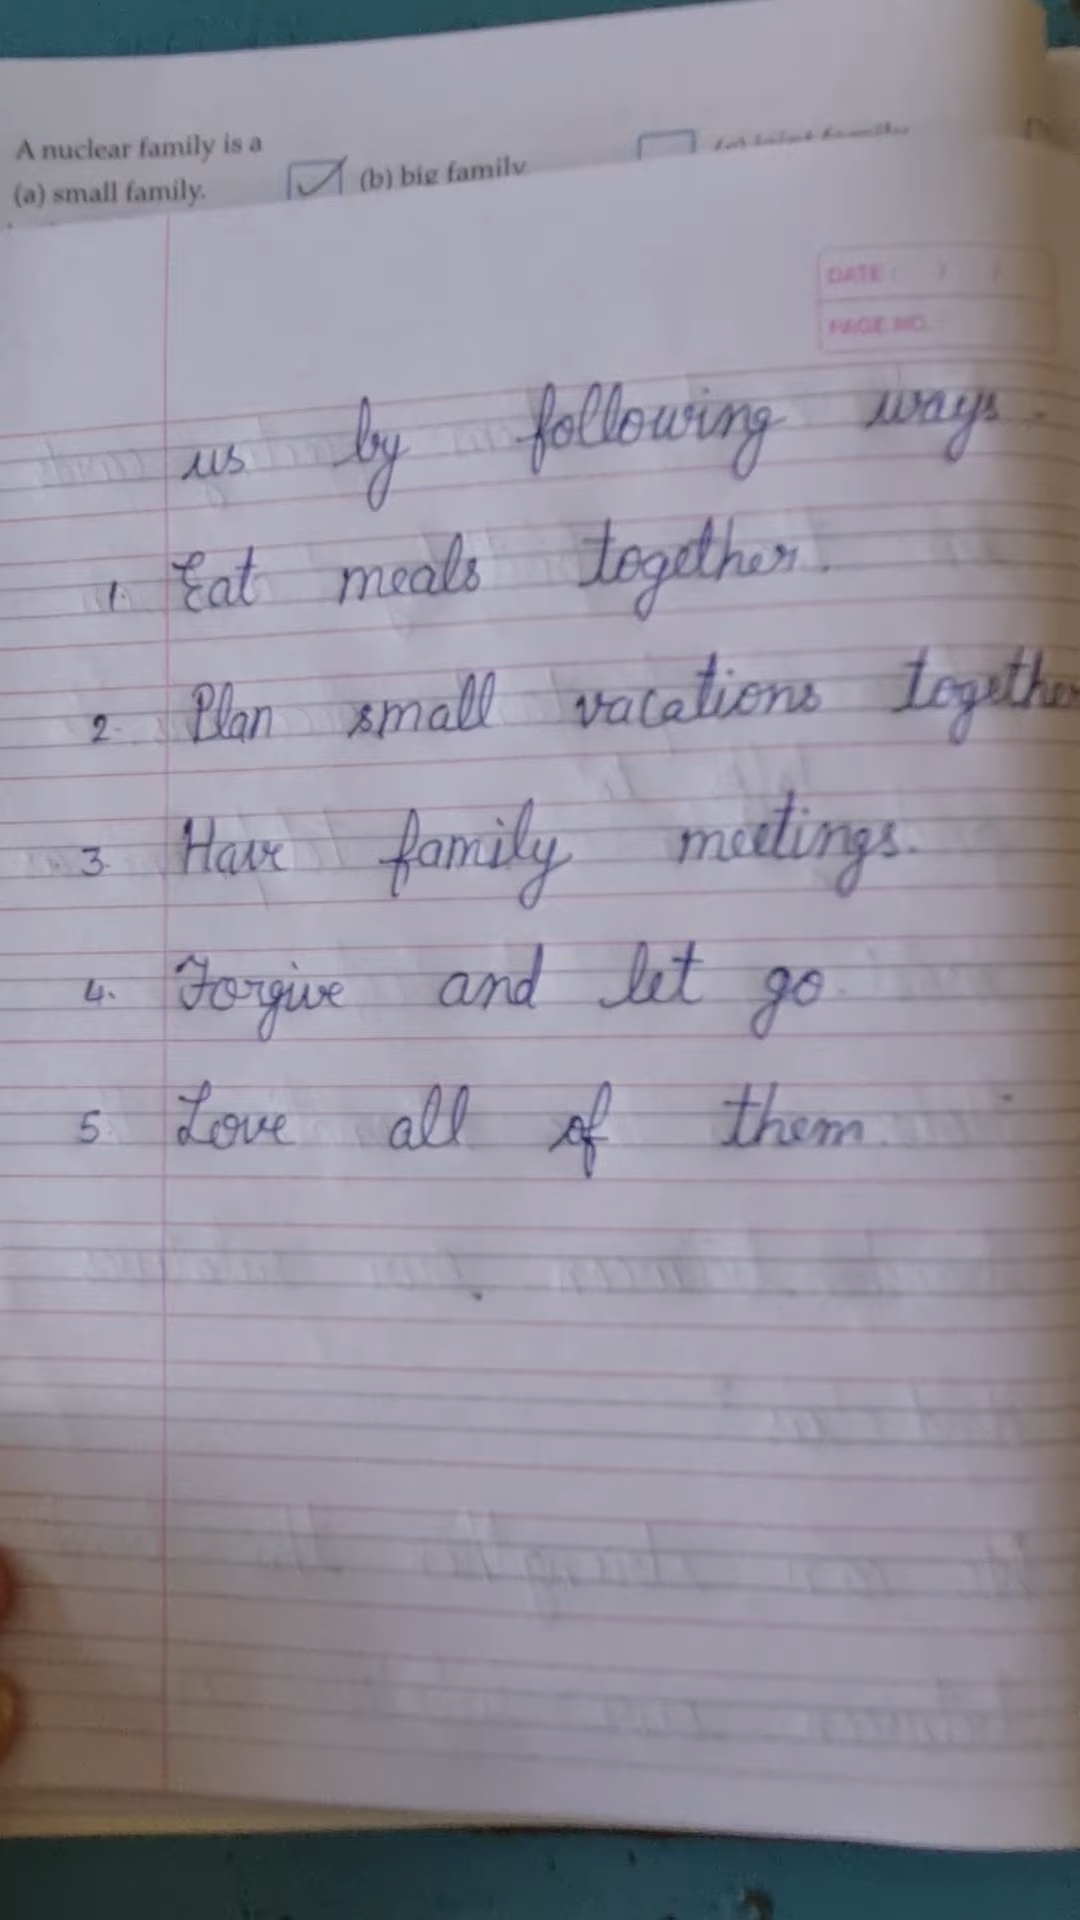 A nuclear family is a
(a) small family. (b) big family
DATE : / /
PAGE NO. :
us by following ways.
1. Eat meals together.
2. Plan small vacations together
3. Have family meetings.
4. Forgive and let go.
5. Love all of them.